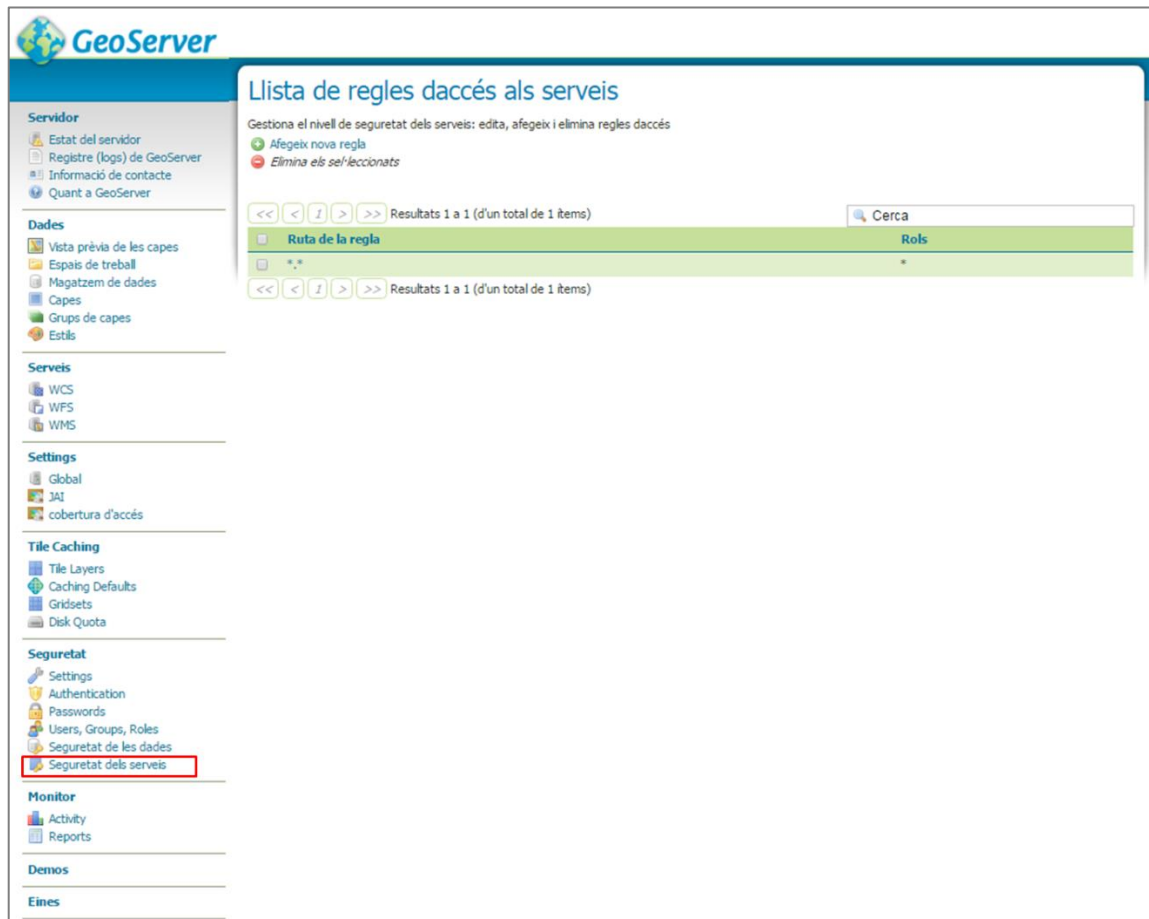 GeoServer
Servidor
Estat del servidor
Registre (logs) de GeoServer
Informació de contacte
Quant a GeoServer
Dades
Vista prèvia de les capes
Espais de treball
Magatzem de dades
Capes
Grups de capes
Estils
Serveis
WCS
WFS
WMS
Settings
Global
JAI
cobertura d'accés
Tile Caching
Tile Layers
Caching Defaults
Gridsets
Disk Quota
Seguretat
Settings
Authentication
Passwords
Users, Groups, Roles
Seguretat de les dades
Seguretat dels serveis
Monitor
Activity
Reports
Demos
Eines
Llista de regles daccés als serveis
Gestiona el nivell de seguretat dels serveis: edita, afegeix i elimina regles daccés
Afegeix nova regla
Elimina els sel·leccionats
<< < 1 > >> Resultats 1 a 1 (d'un total de 1 ítems) Cerca
Ruta de la regla Rols
*.* *
<< < 1 > >> Resultats 1 a 1 (d'un total de 1 ítems)